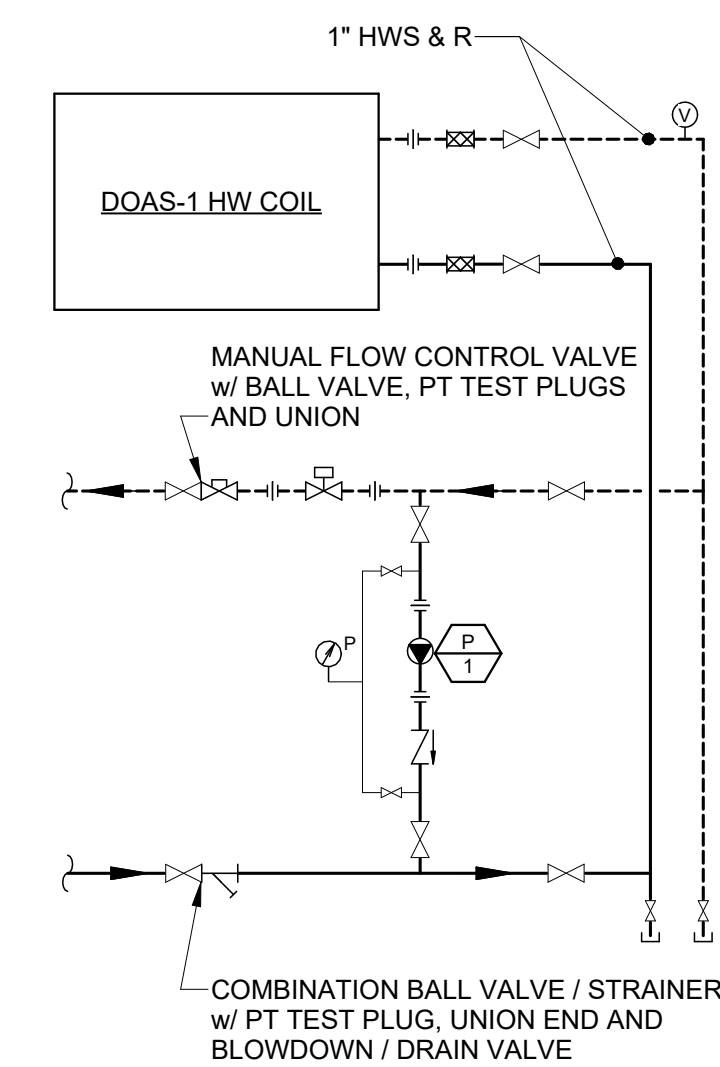 1" HWS & R
V
DOAS-1 HW COIL
MANUAL FLOW CONTROL VALVE
w/ BALL VALVE, PT TEST PLUGS
AND UNION
P
P
1
COMBINATION BALL VALVE / STRAINER
w/ PT TEST PLUG, UNION END AND
BLOWDOWN / DRAIN VALVE